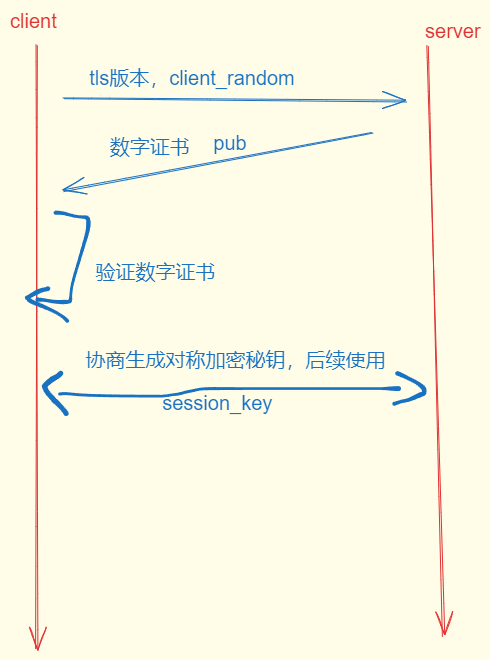 client
server
tls版本，client_random
数字证书 pub
验证数字证书
协商生成对称加密秘钥，后续使用
session_key